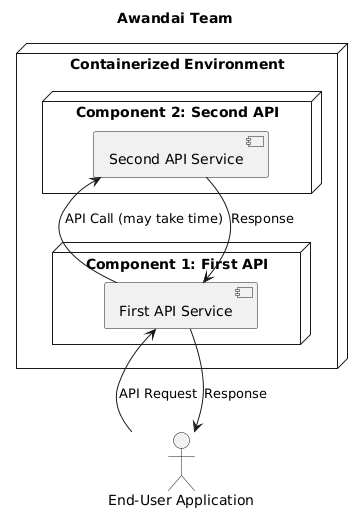 Awandai Team
Containerized Environment
Component 2: Second API
Second API Service
API Call (may take time) Response
Component 1: First API
First API Service
API Request Response
End-User Application